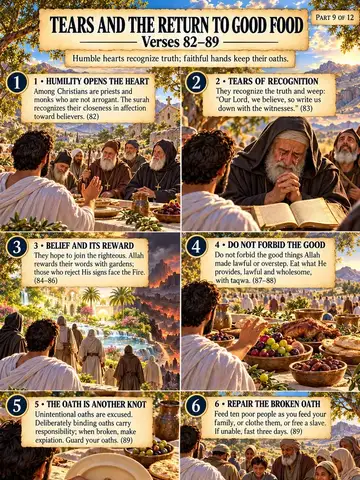 TEARS AND THE RETURN TO GOOD FOOD
PART 9 OF 12
Verses 82–89
Humble hearts recognize truth; faithful hands keep their oaths.
1
1 • HUMILITY OPENS THE HEART
Among Christians are priests and
monks who are not arrogant. The surah
recognizes their closeness in affection
toward believers. (82)
2
2 • TEARS OF RECOGNITION
They recognize the truth and weep:
"Our Lord, we believe, so write us
down with the witnesses." (83)
3
3 • BELIEF AND ITS REWARD
They hope to join the righteous. Allah
rewards their words with gardens;
those who reject His signs face the Fire.
(84–86)
4
4 • DO NOT FORBID THE GOOD
Do not forbid the good things Allah
made lawful or overstep. Eat what He
provides, lawful and wholesome,
with taqwa. (87–88)
5
5 • THE OATH IS ANOTHER KNOT
Unintentional oaths are excused.
Deliberately binding oaths carry
responsibility; when broken, make
expiation. Guard your oaths. (89)
6
6 • REPAIR THE BROKEN OATH
Feed ten poor people as you feed your
family, or clothe them, or free a slave.
If unable, fast three days. (89)